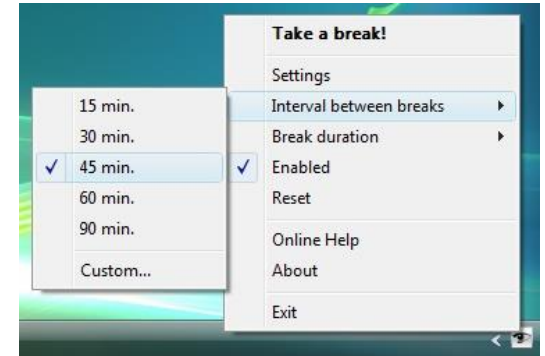 Take a break!
Settings
Interval between breaks
Break duration
Enabled
Reset
Online Help
About
Exit
15 min.
30 min.
45 min.
60 min.
90 min.
Custom...